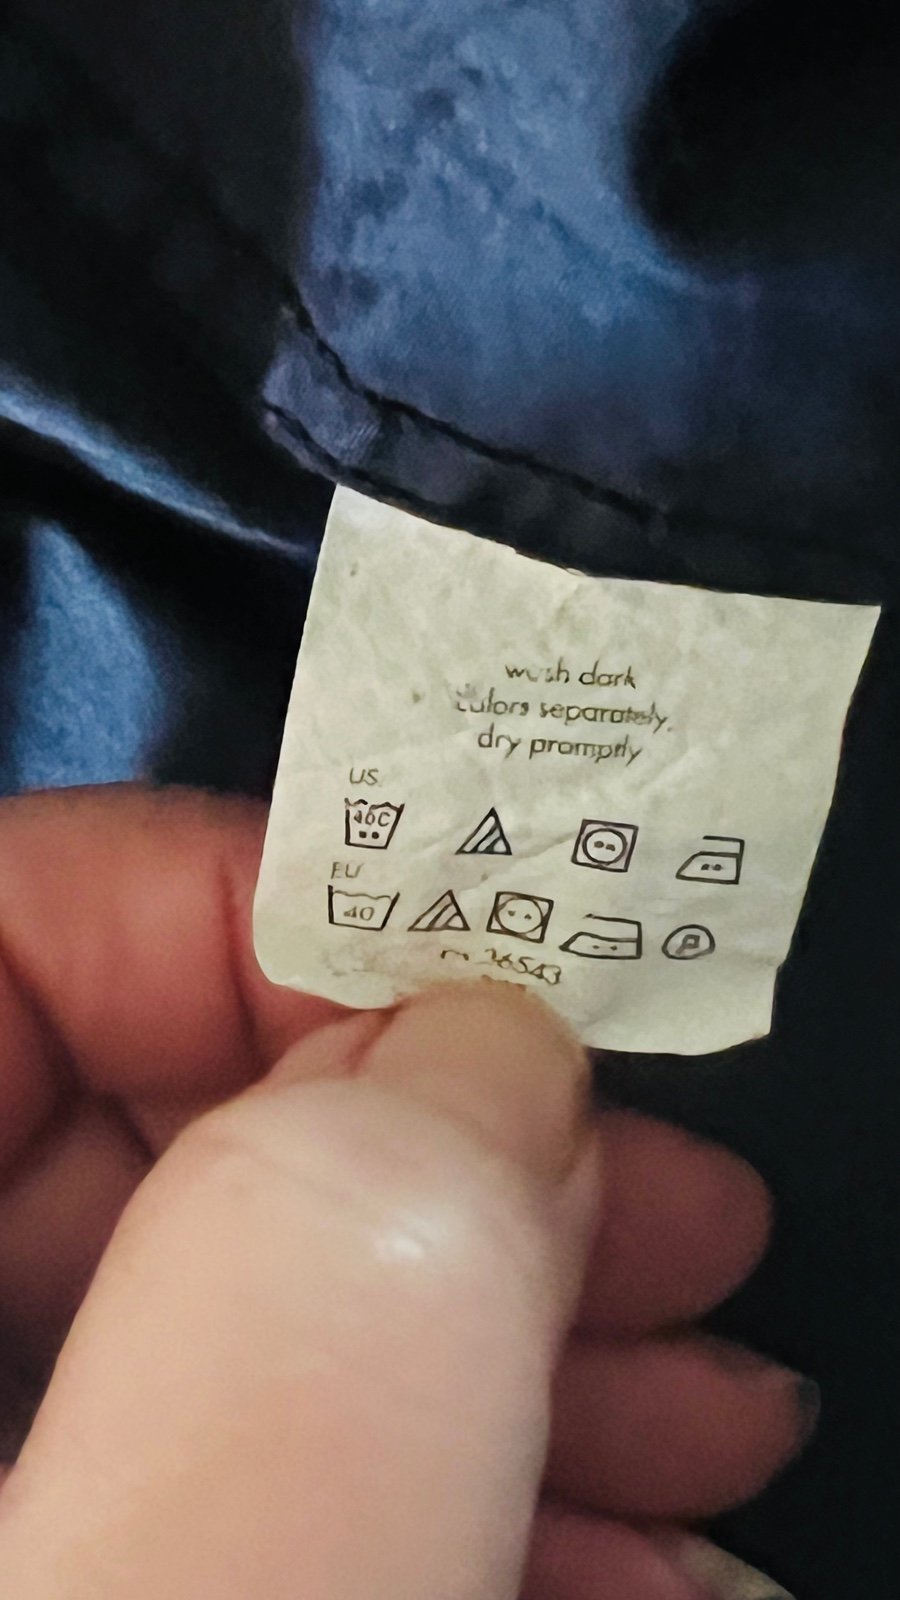 wash dark
colors separately.
dry promptly
US
40C
EU
40
P
36543